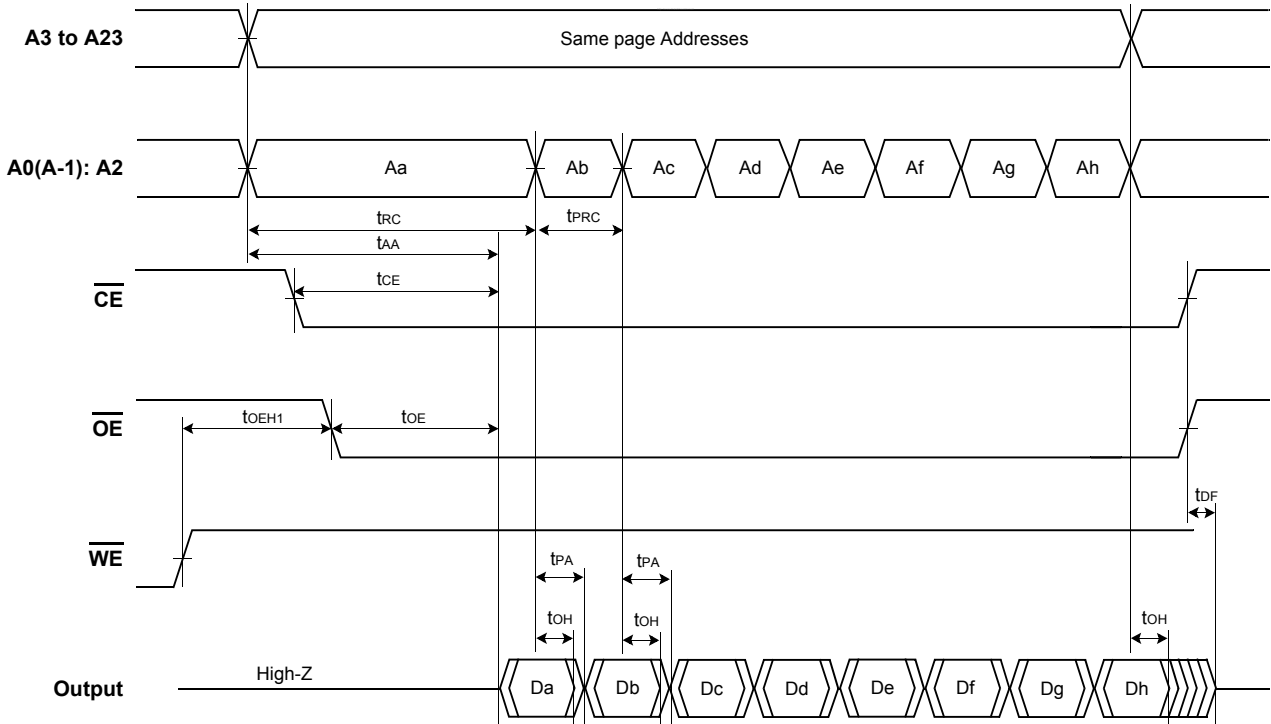 A3 to A23
Same page Addresses
A0(A-1): A2
Aa Ab Ac Ad Ae Af Ag Ah
tRC tPRC
tAA
tCE
CE
tOEH1 tOE
OE
tDF
WE
tPA tPA
tOH tOH tOH
High-Z
Output
Da Db Dc Dd De Df Dg Dh